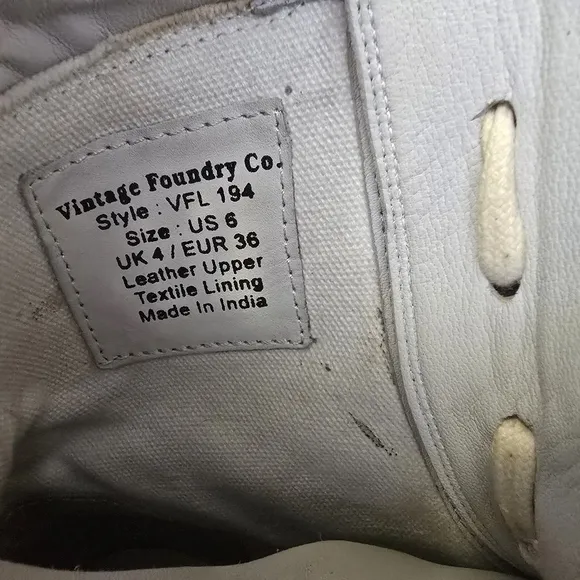 Vintage Foundry Co.
Style : VFL 194
Size : US 6
UK 4 / EUR 36
Leather Upper
Textile Lining
Made In India